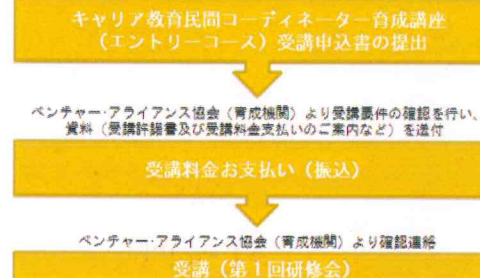 キャリア教育民間コーディネーター育成講座
（エントリーコース）受講申込書の提出
ベンチャー・アライアンス協会（育成機関）より受講要件の確認を行い、
資料（受講許諾書及び受講料金支払いのご案内など）を送付
受講料金お支払い（振込）
ベンチャー・アライアンス協会（育成機関）より確認連絡
受講（第1回研修会）